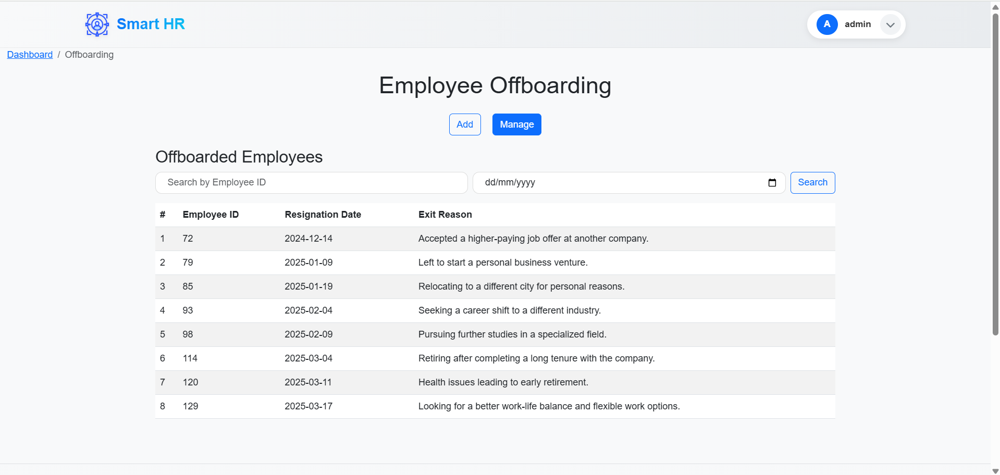 Smart HR
A admin
Dashboard / Offboarding
Employee Offboarding
Add Manage
Offboarded Employees
Search by Employee ID dd/mm/yyyy Search
# Employee ID Resignation Date Exit Reason
1 72 2024-12-14 Accepted a higher-paying job offer at another company.
2 79 2025-01-09 Left to start a personal business venture.
3 85 2025-01-19 Relocating to a different city for personal reasons.
4 93 2025-02-04 Seeking a career shift to a different industry.
5 98 2025-02-09 Pursuing further studies in a specialized field.
6 114 2025-03-04 Retiring after completing a long tenure with the company.
7 120 2025-03-11 Health issues leading to early retirement.
8 129 2025-03-17 Looking for a better work-life balance and flexible work options.